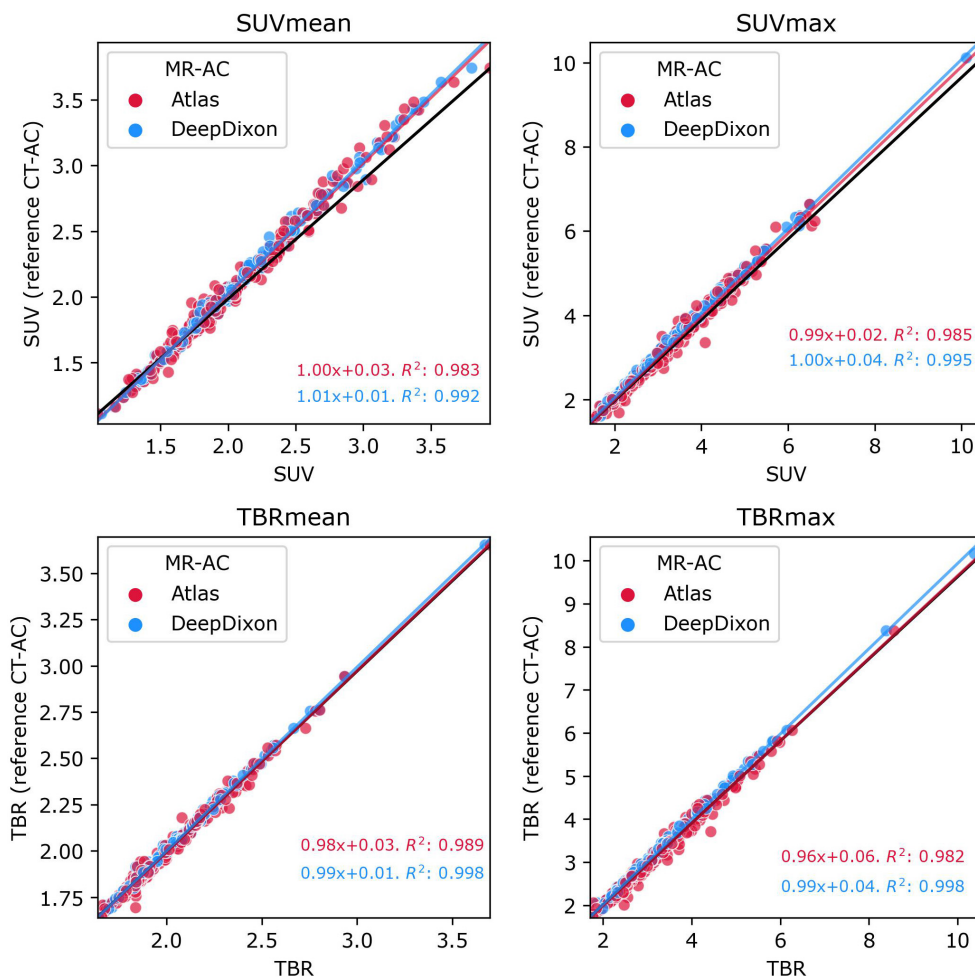 SUVmean
SUV (reference CT-AC)
3.5
3.0
2.5
2.0
1.5
MR-AC
Atlas
DeepDixon
1.00x+0.03. R²: 0.983
1.01x+0.01. R²: 0.992
1.5 2.0 2.5 3.0 3.5
SUV
SUVmax
SUV (reference CT-AC)
10
8
6
4
2
MR-AC
Atlas
DeepDixon
0.99x+0.02. R²: 0.985
1.00x+0.04. R²: 0.995
2 4 6 8 10
SUV
TBRmean
TBR (reference CT-AC)
3.50
3.25
3.00
2.75
2.50
2.25
2.00
1.75
MR-AC
Atlas
DeepDixon
0.98x+0.03. R²: 0.989
0.99x+0.01. R²: 0.998
2.0 2.5 3.0 3.5
TBR
TBRmax
TBR (reference CT-AC)
10
9
8
7
6
5
4
3
2
MR-AC
Atlas
DeepDixon
0.96x+0.06. R²: 0.982
0.99x+0.04. R²: 0.998
2 4 6 8 10
TBR